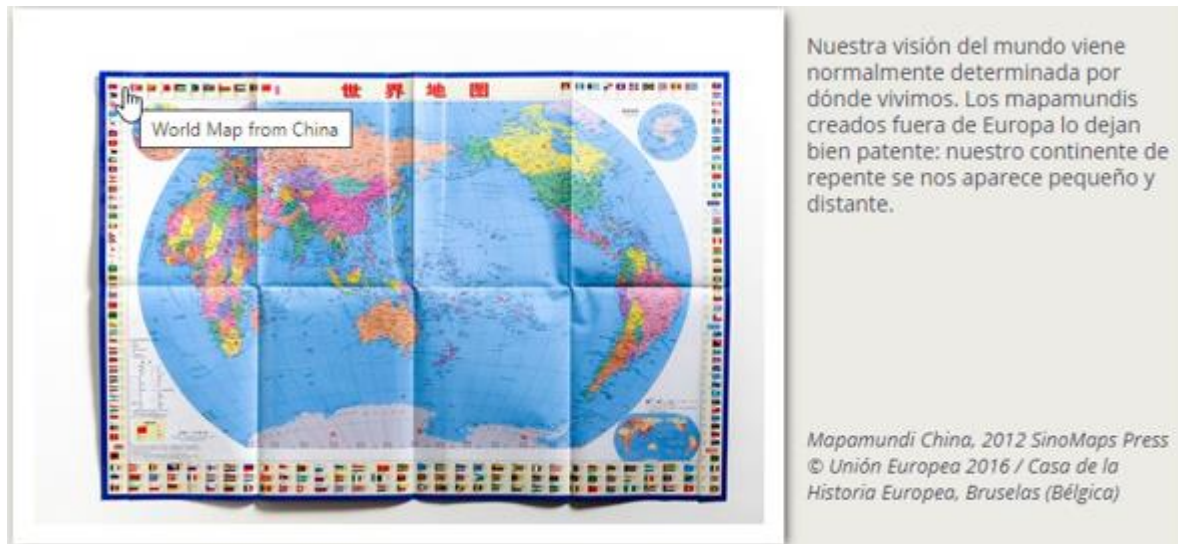 世界地图
World Map from China
Nuestra visión del mundo viene
normalmente determinada por
dónde vivimos. Los mapamundis
creados fuera de Europa lo dejan
bien patente: nuestro continente de
repente se nos aparece pequeño y
distante.
Mapamundi China, 2012 SinoMaps Press
© Unión Europea 2016 / Casa de la
Historia Europea, Bruselas (Bélgica)